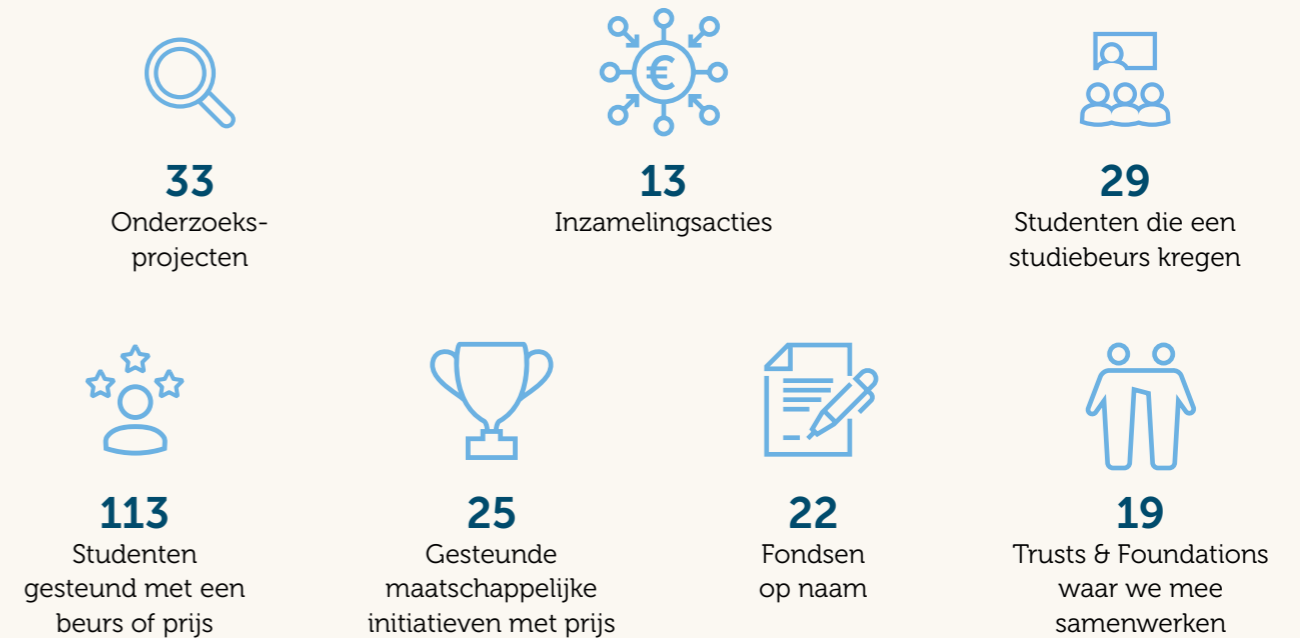 €
33
Onderzoeks-
projecten
13
Inzamelingsacties
29
Studenten die een
studiebeurs kregen
113
Studenten
gesteund met een
beurs of prijs
25
Gesteunde
maatschappelijke
initiatieven met prijs
22
Fondsen
op naam
19
Trusts & Foundations
waar we mee
samenwerken